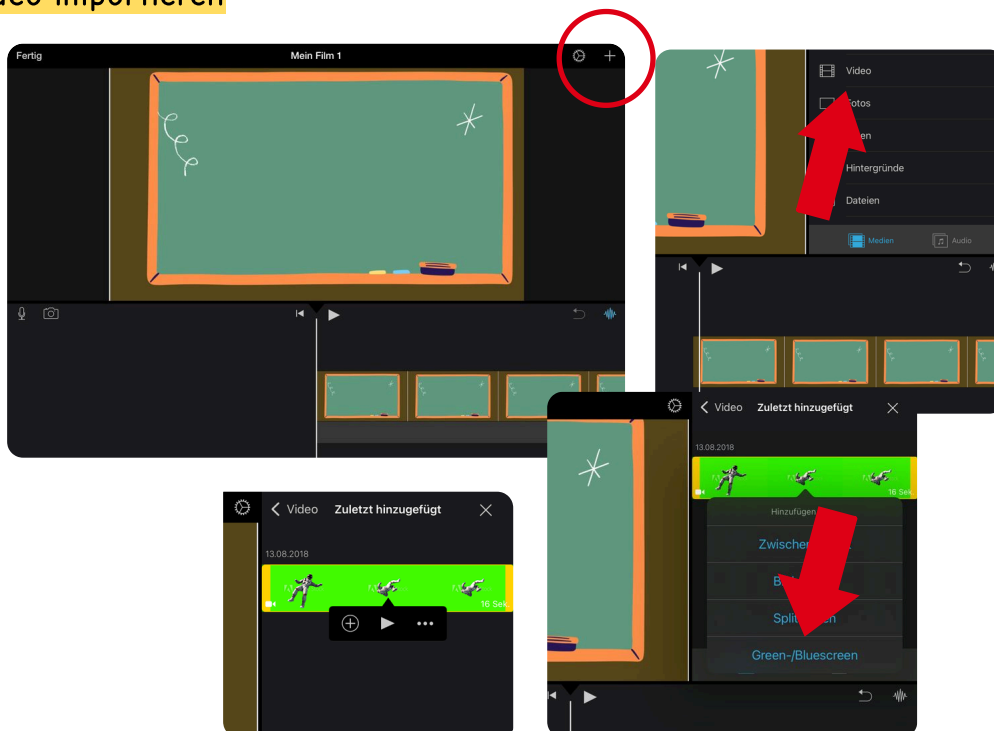 importieren
Fertig
Mein Film 1
Video
Hintergründe
Dateien
Medien
Audio
Video
Zuletzt hinzugefügt
13.08.2018
16 Sek.
Hinzufügen
Green-/Bluescreen
Video
Zuletzt hinzugefügt
13.08.2018
16 Sek.